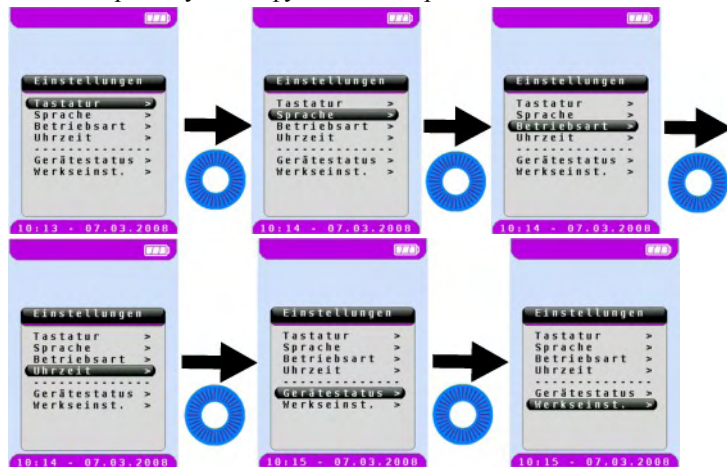 Einstellungen
Tastatur >
Sprache >
Betriebsart >
Uhrzeit >
----------------
Gerätestatus >
Werkseinst. >
10:13 - 07.03.2008
Einstellungen
Tastatur >
Sprache >
Betriebsart >
Uhrzeit >
----------------
Gerätestatus >
Werkseinst. >
10:14 - 07.03.2008
Einstellungen
Tastatur >
Sprache >
Betriebsart >
Uhrzeit >
----------------
Gerätestatus >
Werkseinst. >
10:14 - 07.03.2008
Einstellungen
Tastatur >
Sprache >
Betriebsart >
Uhrzeit >
----------------
Gerätestatus >
Werkseinst. >
10:14 - 07.03.2008
Einstellungen
Tastatur >
Sprache >
Betriebsart >
Uhrzeit >
----------------
Gerätestatus >
Werkseinst. >
10:15 - 07.03.2008
Einstellungen
Tastatur >
Sprache >
Betriebsart >
Uhrzeit >
----------------
Gerätestatus >
Werkseinst. >
10:15 - 07.03.2008